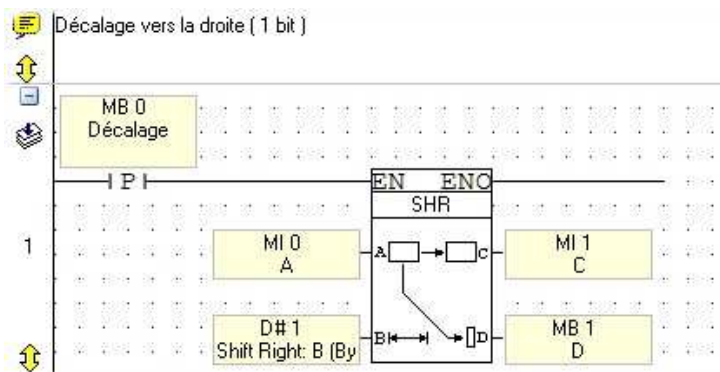 Décalage vers la droite ( 1 bit )
MB 0
Décalage
P
EN ENO
SHR
1
MI 0
A
A
C
MI 1
C
D# 1
Shift Right: B (By
B
D
MB 1
D